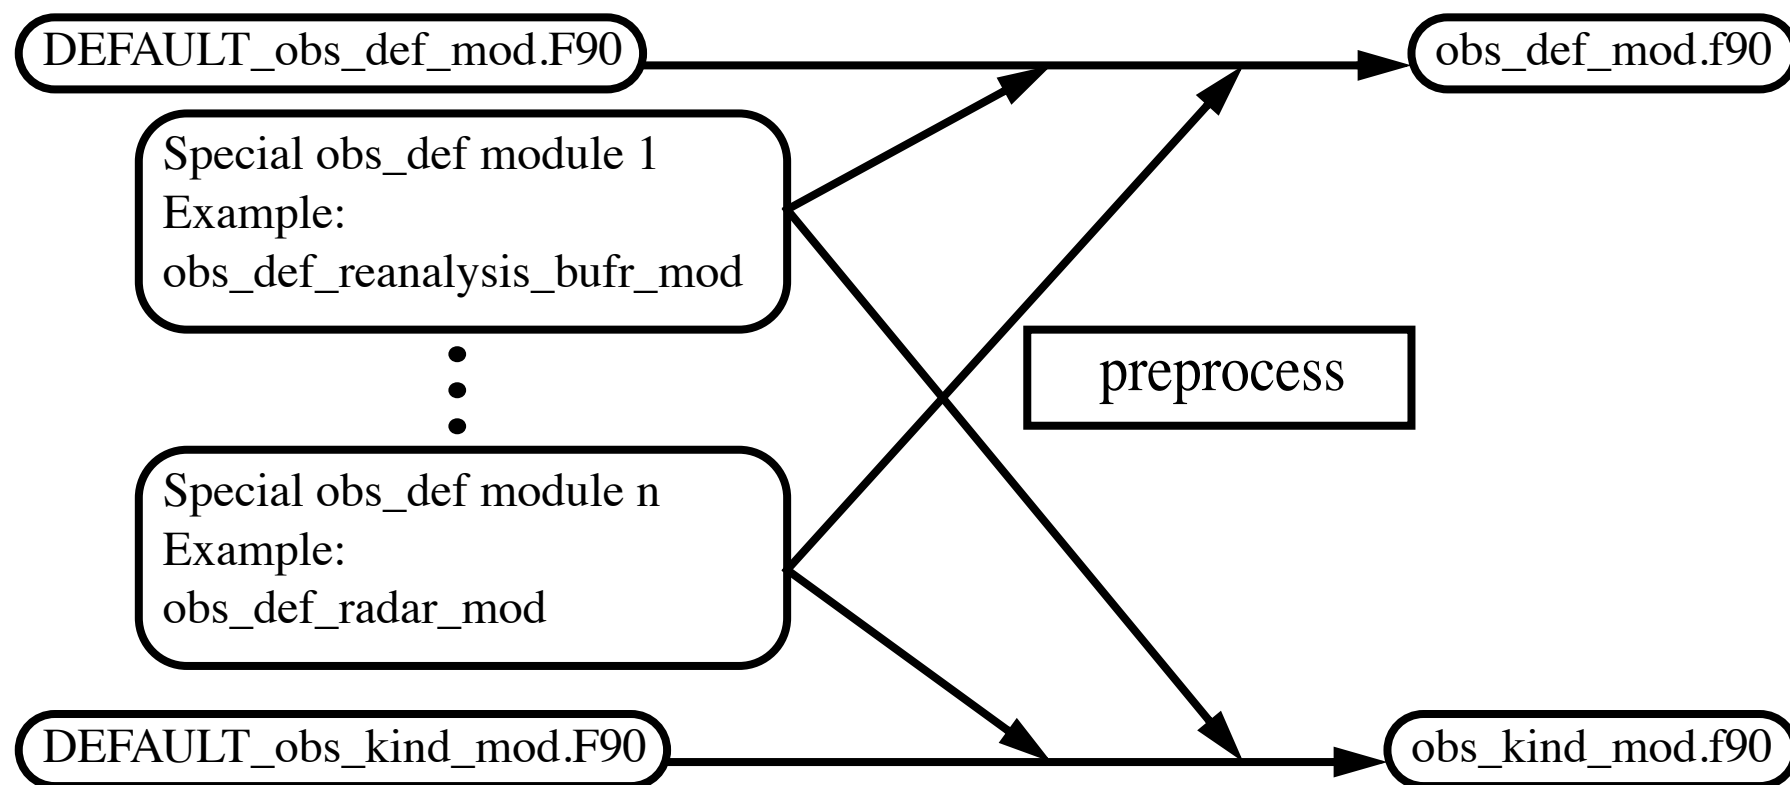 DEFAULT_obs_def_mod.F90
obs_def_mod.f90
Special obs_def module 1
Example:
obs_def_reanalysis_bufr_mod
preprocess
Special obs_def module n
Example:
obs_def_radar_mod
DEFAULT_obs_kind_mod.F90
obs_kind_mod.f90